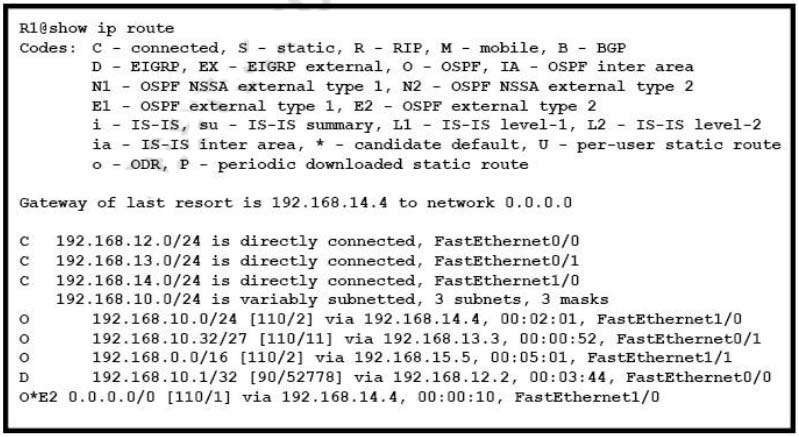 R1@show ip route
Codes: C - connected, S - static, R - RIP, M - mobile, B - BGP
D - EIGRP, EX - EIGRP external, O - OSPF, IA - OSPF inter area
N1 - OSPF NSSA external type 1, N2 - OSPF NSSA external type 2
E1 - OSPF external type 1, E2 - OSPF external type 2
i - IS-IS, su - IS-IS summary, L1 - IS-IS level-1, L2 - IS-IS level-2
ia - IS-IS inter area, * - candidate default, U - per-user static route
o - ODR, P - periodic downloaded static route
Gateway of last resort is 192.168.14.4 to network 0.0.0.0
C 192.168.12.0/24 is directly connected, FastEthernet0/0
C 192.168.13.0/24 is directly connected, FastEthernet0/1
C 192.168.14.0/24 is directly connected, FastEthernet1/0
192.168.10.0/24 is variably subnetted, 3 subnets, 3 masks
O 192.168.10.0/24 [110/2] via 192.168.14.4, 00:02:01, FastEthernet1/0
O 192.168.10.32/27 [110/11] via 192.168.13.3, 00:00:52, FastEthernet0/1
O 192.168.0.0/16 [110/2] via 192.168.15.5, 00:05:01, FastEthernet1/1
D 192.168.10.1/32 [90/52778] via 192.168.12.2, 00:03:44, FastEthernet0/0
O*E2 0.0.0.0/0 [110/1] via 192.168.14.4, 00:00:10, FastEthernet1/0